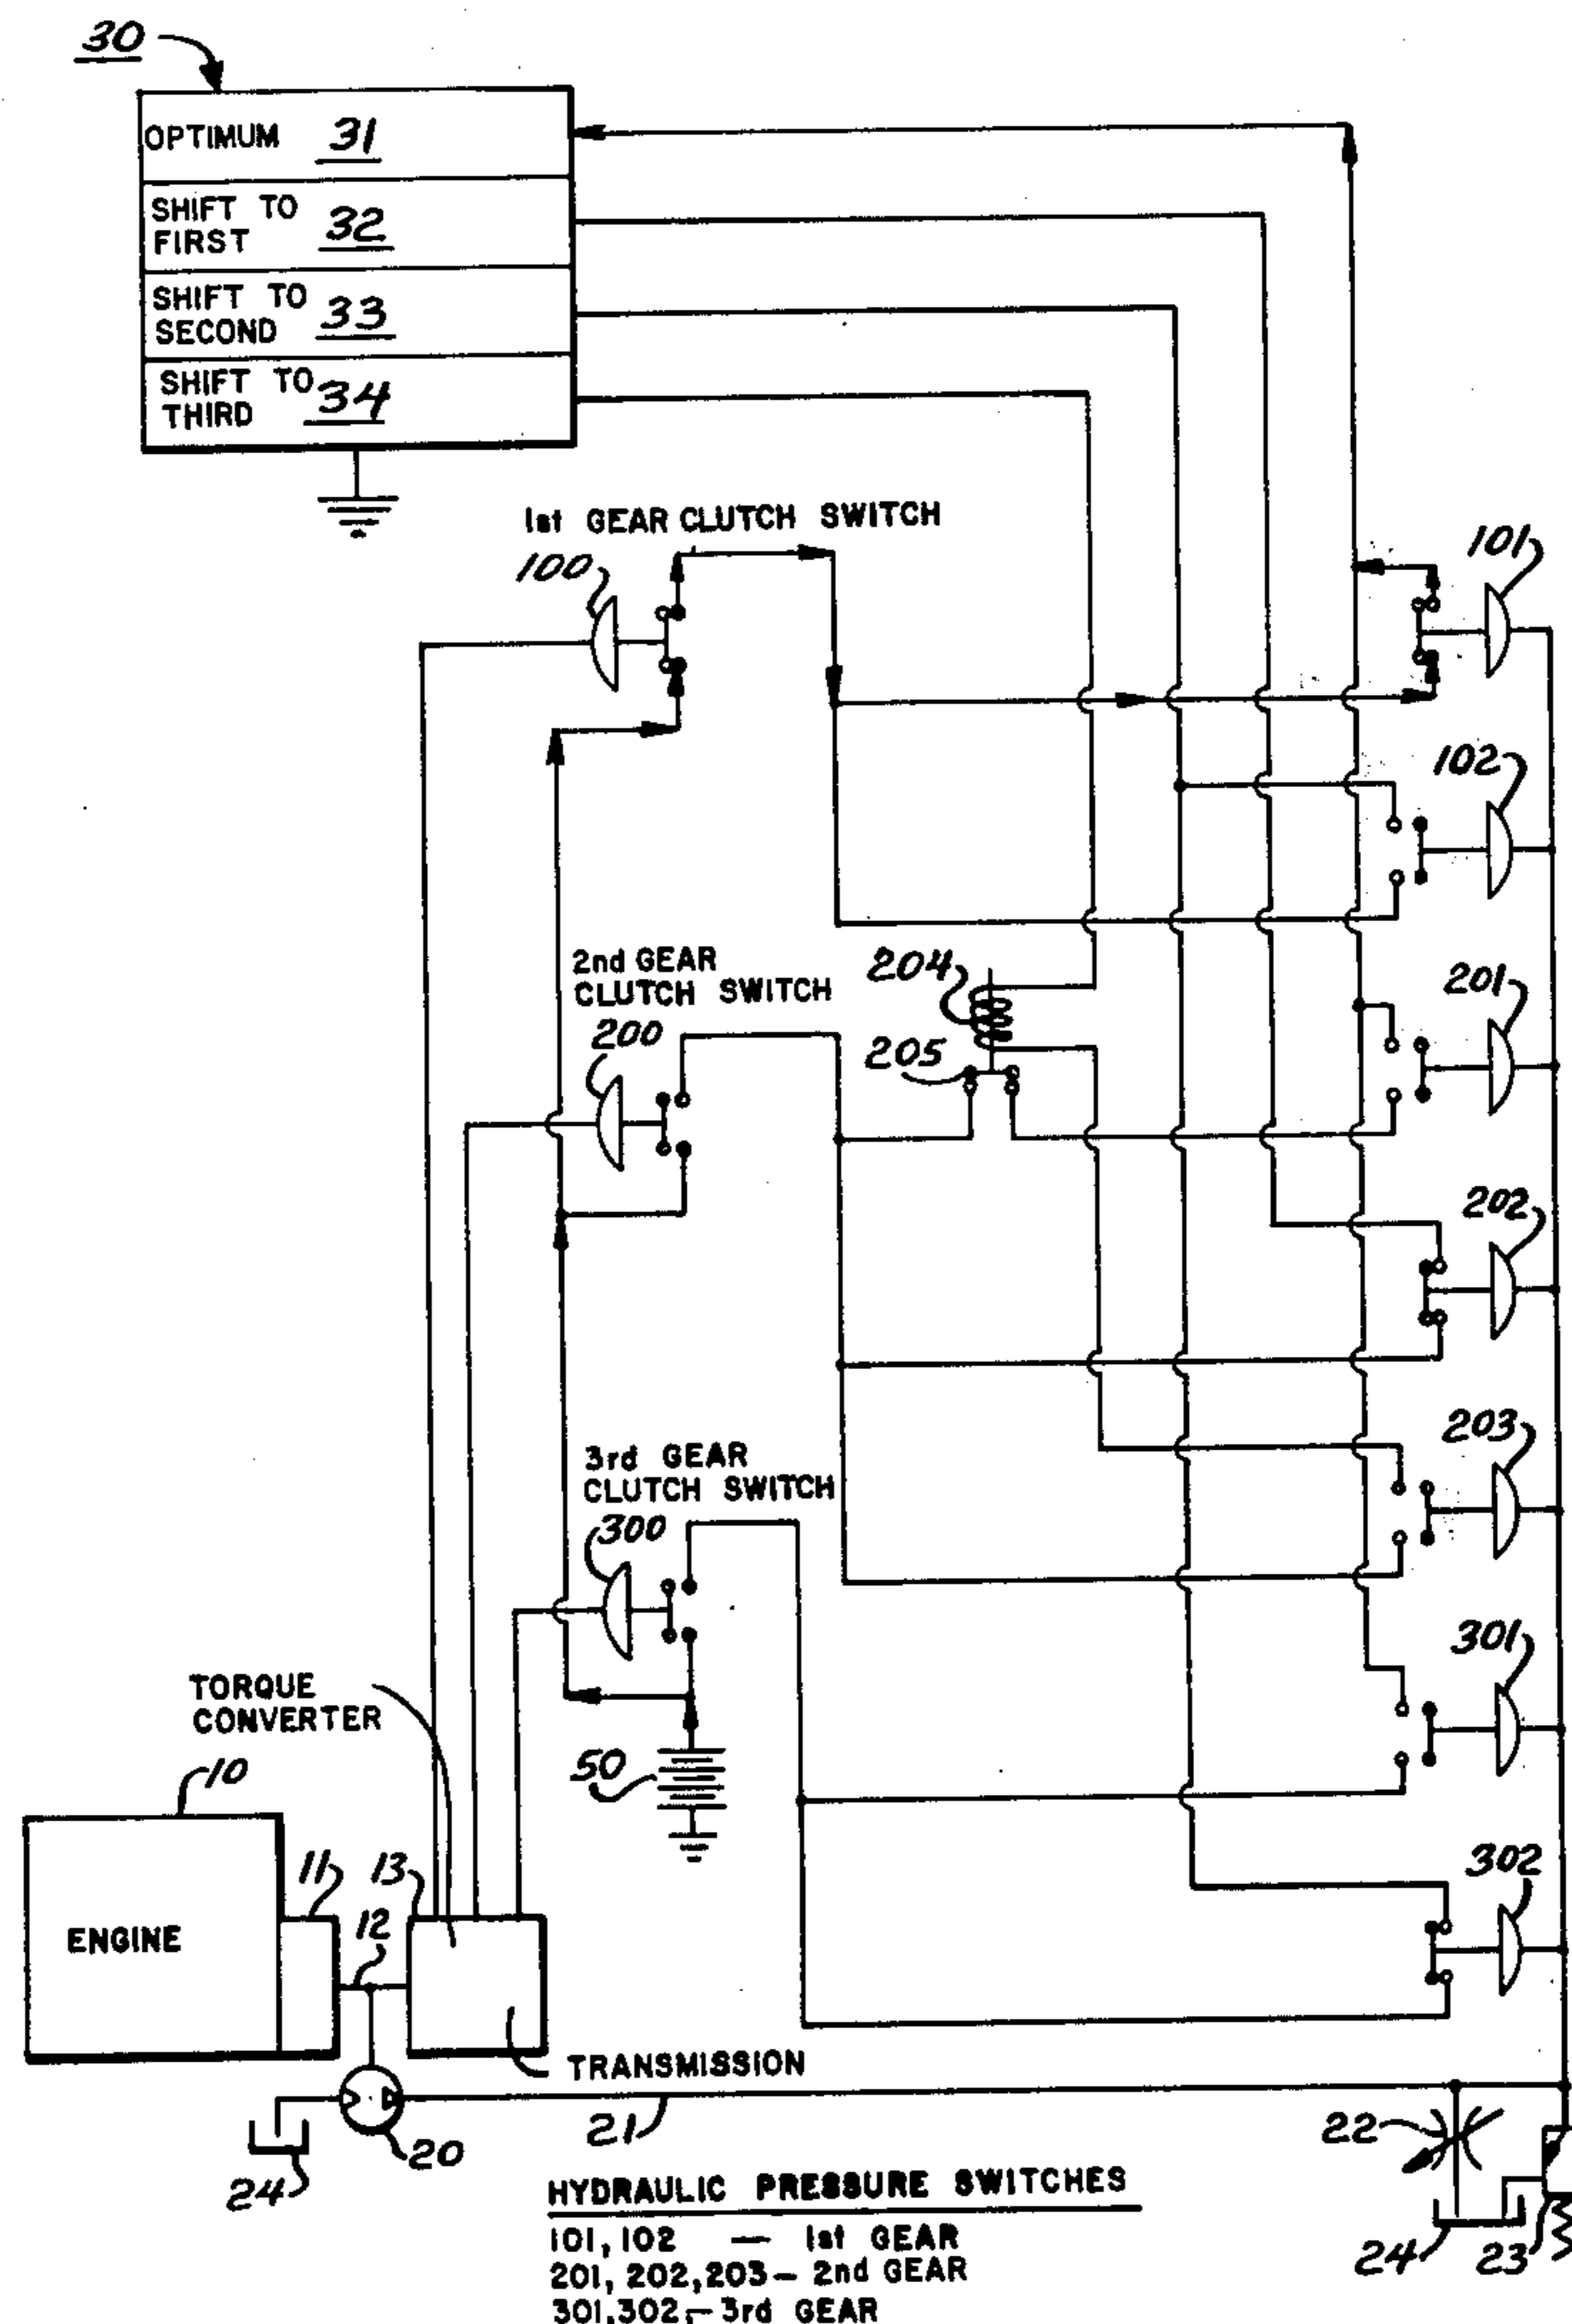 30
OPTIMUM 31
SHIFT TO
FIRST 32
SHIFT TO
SECOND 33
SHIFT TO
THIRD 34
1st GEAR CLUTCH SWITCH
100
101
102
2nd GEAR
CLUTCH SWITCH
200
204
205
201
202
203
3rd GEAR
CLUTCH SWITCH
300
301
302
TORQUE
CONVERTER
50
10
11
12
13
ENGINE
TRANSMISSION
20
21
22
23
24
24
HYDRAULIC PRESSURE SWITCHES
101, 102 — 1st GEAR
201, 202, 203 — 2nd GEAR
301, 302, — 3rd GEAR